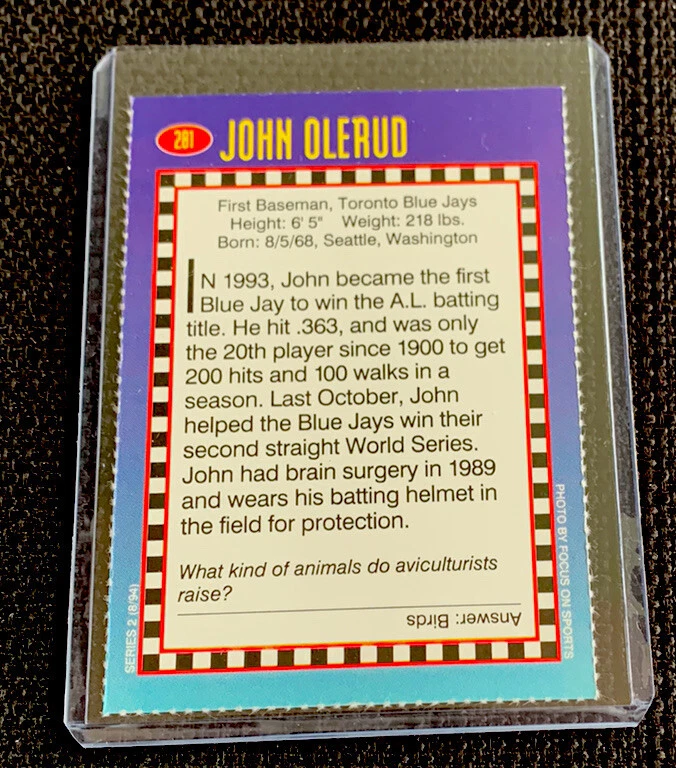 281 JOHN OLERUD
First Baseman, Toronto Blue Jays
Height: 6' 5" Weight: 218 lbs.
Born: 8/5/68, Seattle, Washington
IN 1993, John became the first
Blue Jay to win the A.L. batting
title. He hit .363, and was only
the 20th player since 1900 to get
200 hits and 100 walks in a
season. Last October, John
helped the Blue Jays win their
second straight World Series.
John had brain surgery in 1989
and wears his batting helmet in
the field for protection.
What kind of animals do aviculturists
raise?
Answer: Birds
SERIES 2 (8/94)
PHOTO BY FOCUS ON SPORTS